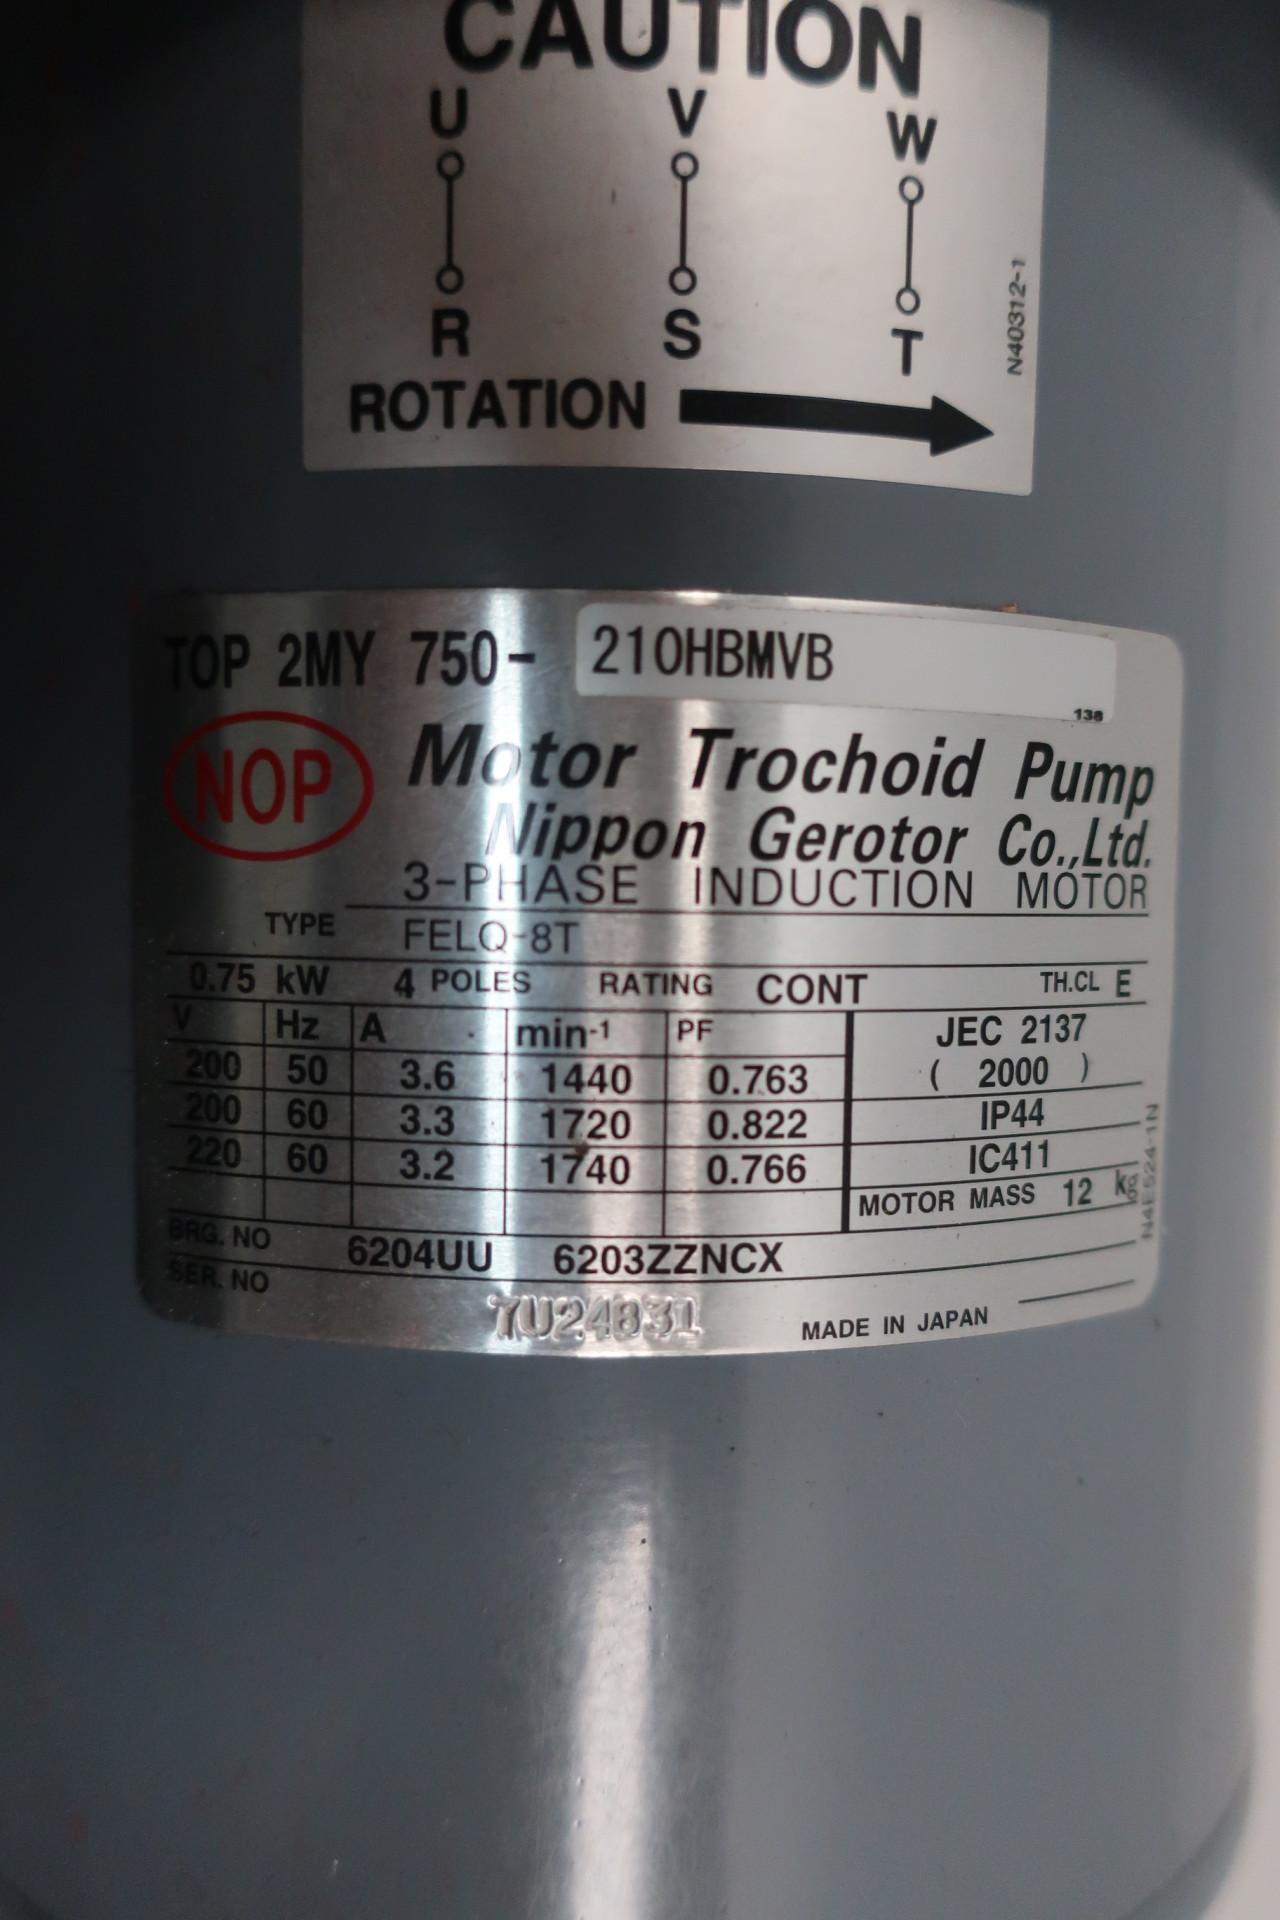 CAUTION
U V W
R S T
ROTATION
N40312-1
TOP 2MY 750- 210HBMVB
138
NOP
Motor Trochoid Pump
Nippon Gerotor Co.,Ltd.
3-PHASE INDUCTION MOTOR
TYPE FELQ-8T
0.75 kW 4 POLES RATING CONT TH.CL E
V Hz A min-1 PF JEC 2137
200 50 3.6 1440 0.763 ( 2000 )
200 60 3.3 1720 0.822 IP44
220 60 3.2 1740 0.766 IC411
MOTOR MASS 12 kg
BRG. NO 6204UU 6203ZZNCX
SER. NO 7U24831
MADE IN JAPAN
N4E524-1N